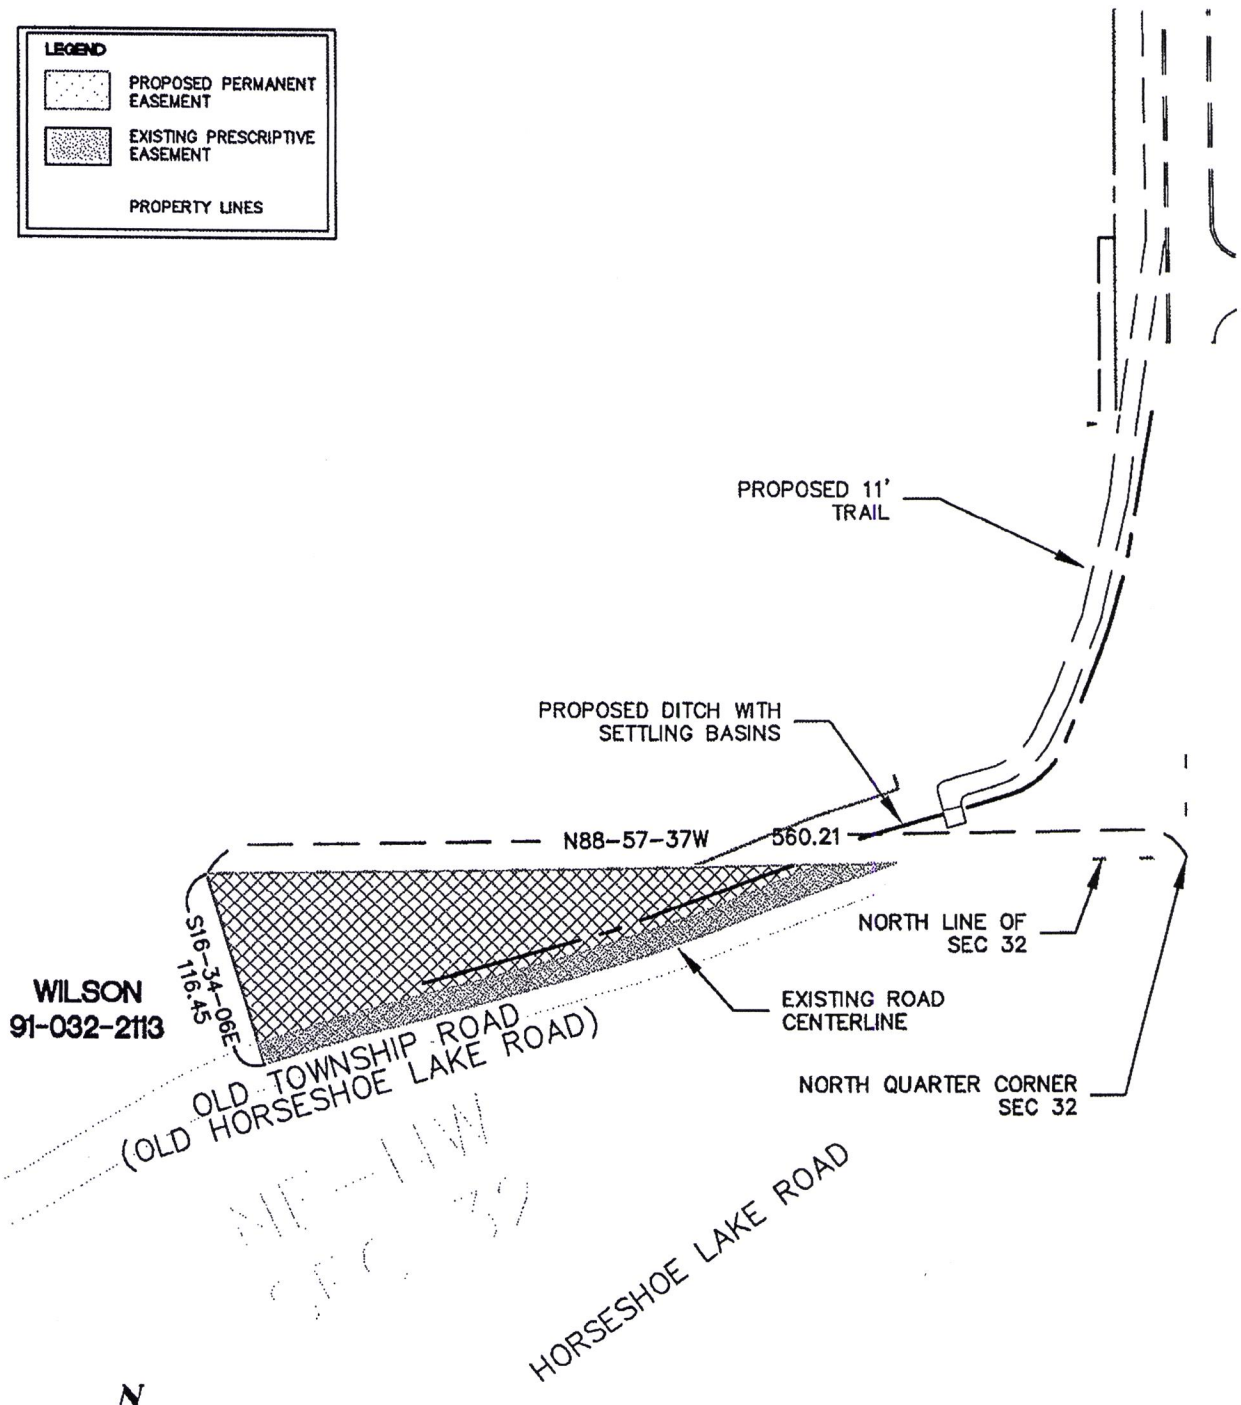 LEGEND
PROPOSED PERMANENT
EASEMENT
EXISTING PRESCRIPTIVE
EASEMENT
PROPERTY LINES
PROPOSED 11'
TRAIL
PROPOSED DITCH WITH
SETTLING BASINS
N88-57-37W 560.21
S16-34-06E
116.45
NORTH LINE OF
SEC 32
WILSON
91-032-2113
EXISTING ROAD
CENTERLINE
OLD TOWNSHIP ROAD
(OLD HORSESHOE LAKE ROAD)
NORTH QUARTER CORNER
SEC 32
SEC 32
HORSESHOE LAKE ROAD
N